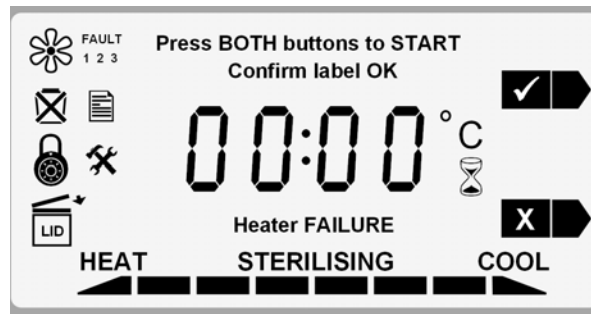 FAULT
1 2 3
Press BOTH buttons to START
Confirm label OK
00:00 °C
LID
Heater FAILURE
X
HEAT STERILISING COOL